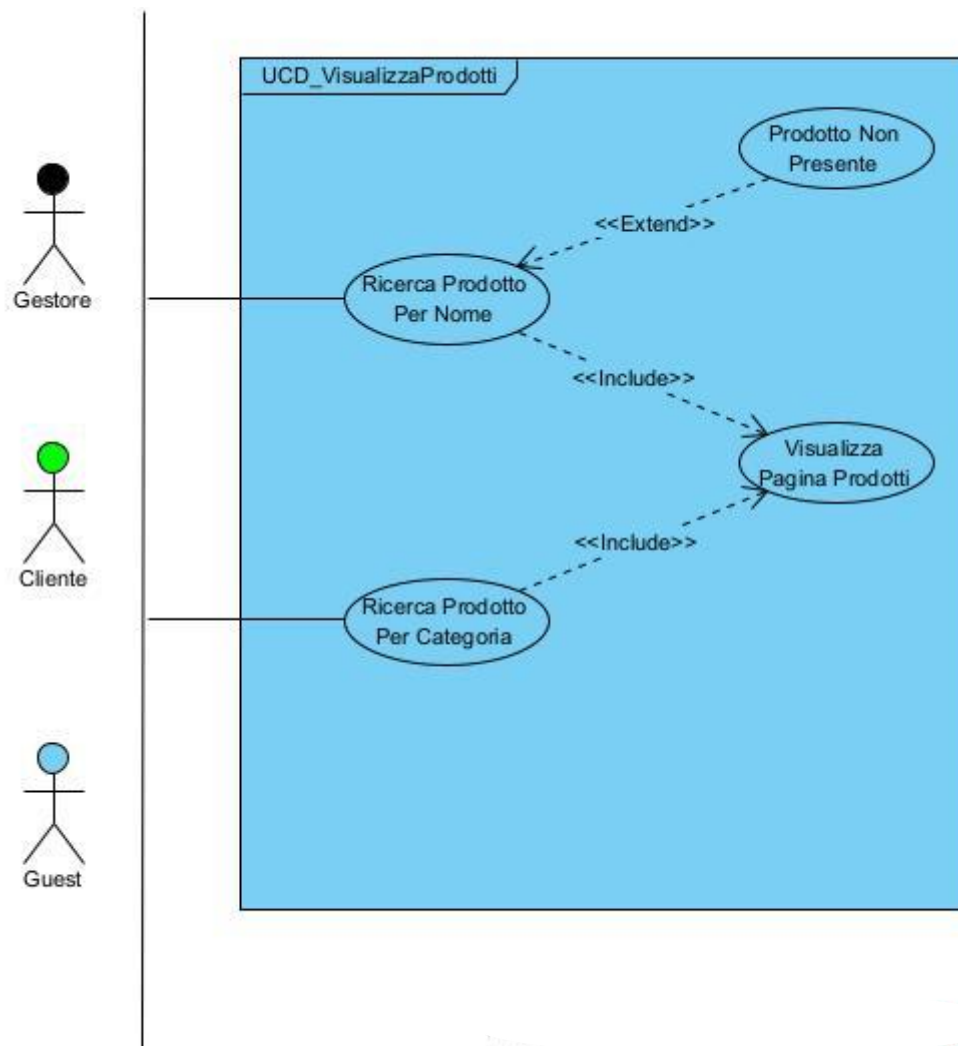 UCD_VisualizzaProdotti
Prodotto Non
Presente
<<Extend>>
Gestore
Ricerca Prodotto
Per Nome
<<Include>>
Visualizza
Pagina Prodotti
<<Include>>
Cliente
Ricerca Prodotto
Per Categoria
Guest